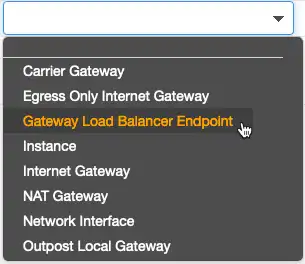 Carrier Gateway
Egress Only Internet Gateway
Gateway Load Balancer Endpoint
Instance
Internet Gateway
NAT Gateway
Network Interface
Outpost Local Gateway